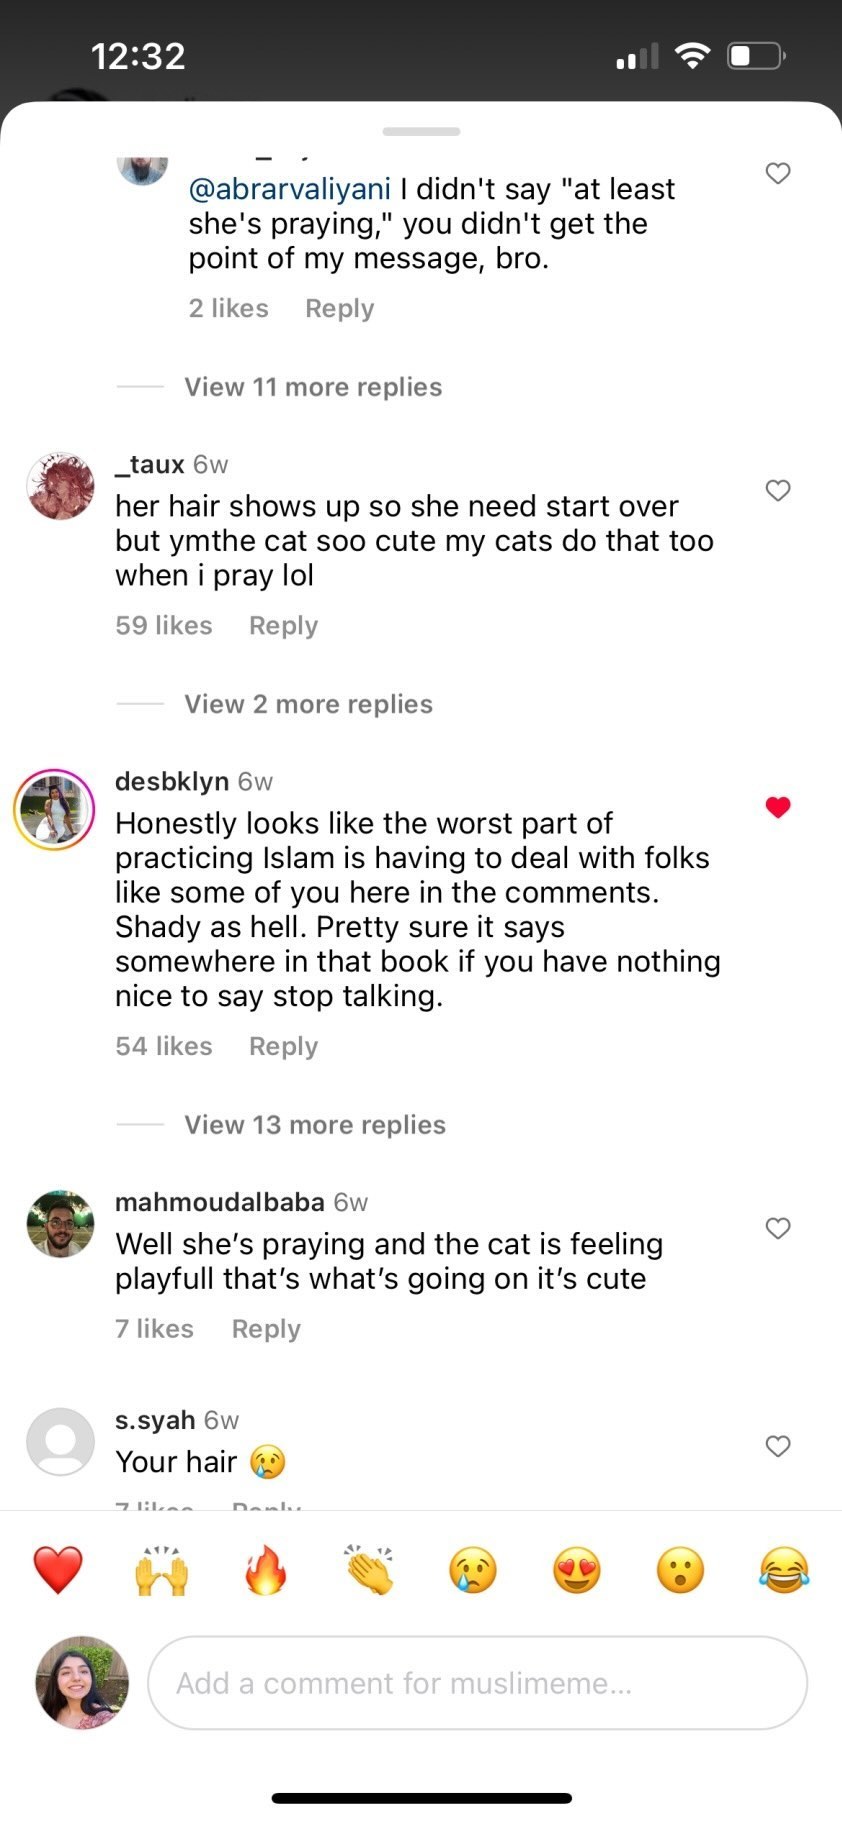 12:32
@abrarvaliyani I didn't say "at least
she's praying," you didn't get the
point of my message, bro.
2 likes Reply
View 11 more replies
_taux 6w
her hair shows up so she need start over
but ymthe cat soo cute my cats do that too
when i pray lol
59 likes Reply
View 2 more replies
desbklyn 6w
Honestly looks like the worst part of
practicing Islam is having to deal with folks
like some of you here in the comments.
Shady as hell. Pretty sure it says
somewhere in that book if you have nothing
nice to say stop talking.
54 likes Reply
View 13 more replies
mahmoudalbaba 6w
Well she’s praying and the cat is feeling
playfull that’s what’s going on it’s cute
7 likes Reply
s.syah 6w
Your hair 😢
7 likes Reply
Add a comment for muslimeme...